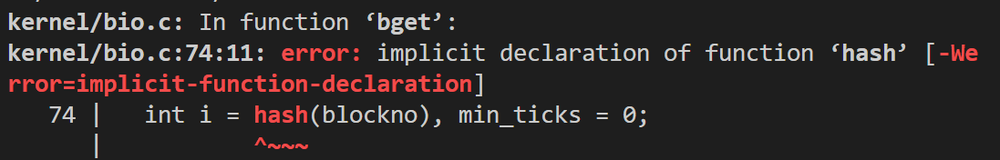 kernel/bio.c: In function ‘bget’:
kernel/bio.c:74:11: error: implicit declaration of function ‘hash’ [-We
rror=implicit-function-declaration]
   74 |   int i = hash(blockno), min_ticks = 0;
      |           ^~~~